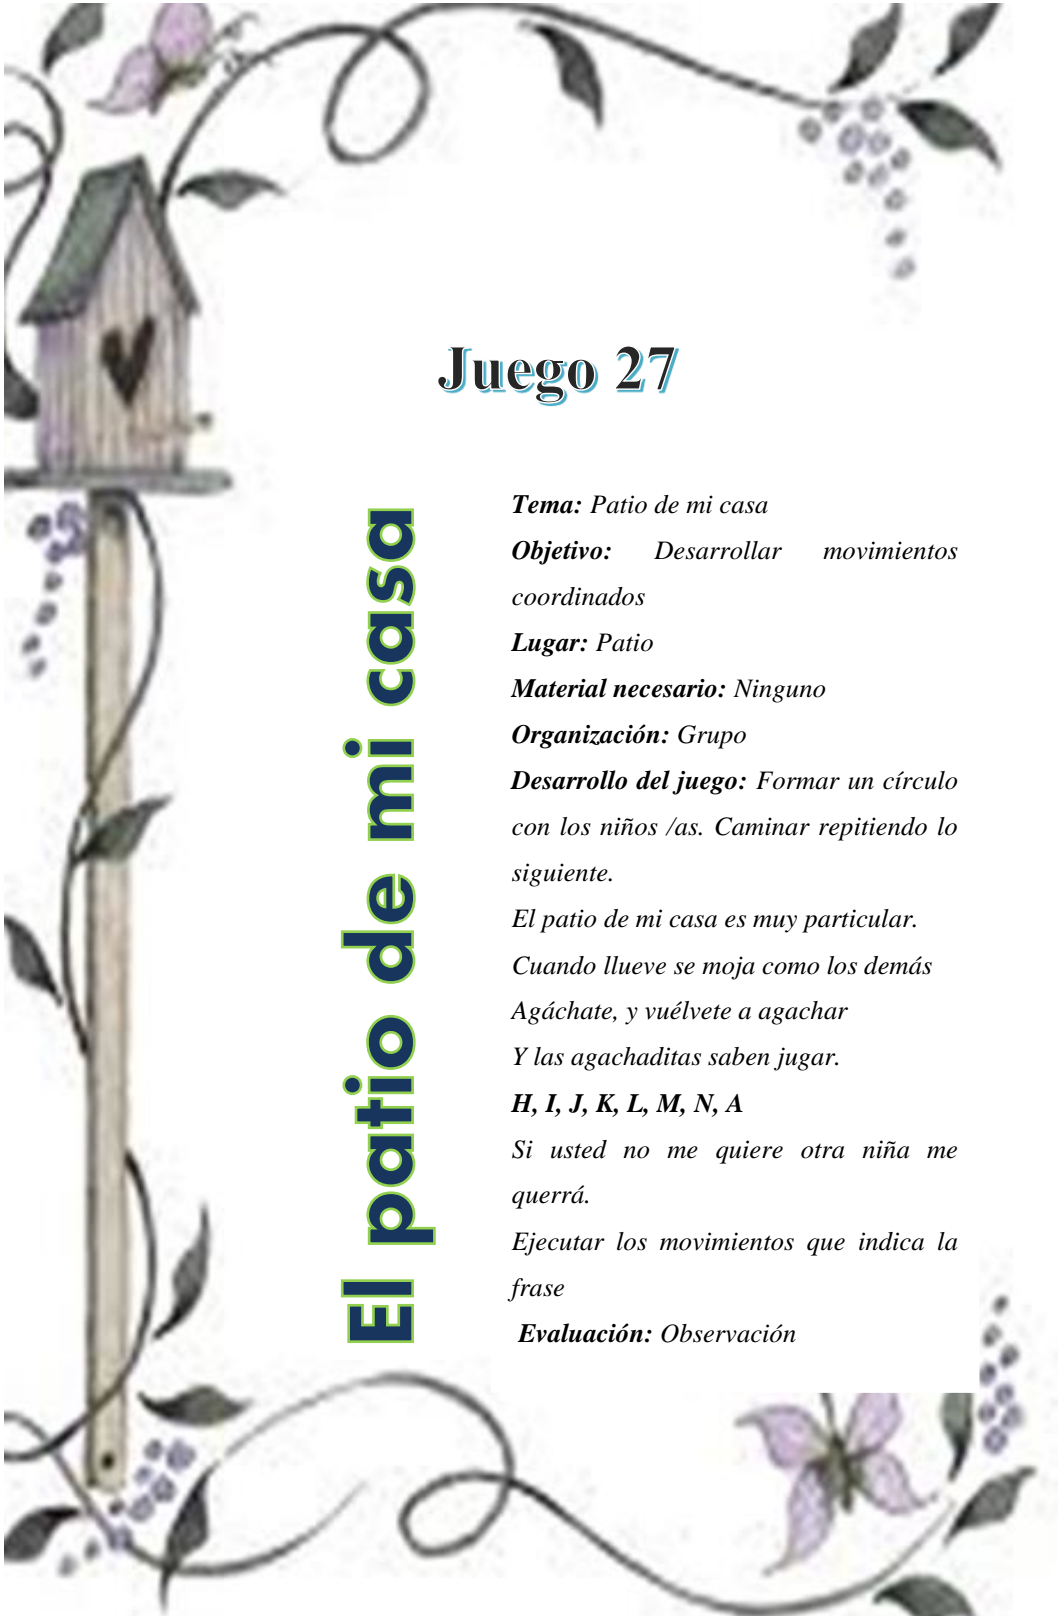 Juego 27
El patio de mi casa
Tema: Patio de mi casa
Objetivo: Desarrollar movimientos
coordinados
Lugar: Patio
Material necesario: Ninguno
Organización: Grupo
Desarrollo del juego: Formar un círculo
con los niños /as. Caminar repitiendo lo
siguiente.
El patio de mi casa es muy particular.
Cuando llueve se moja como los demás
Agáchate, y vuélvete a agachar
Y las agachaditas saben jugar.
H, I, J, K, L, M, N, A
Si usted no me quiere otra niña me
querrá.
Ejecutar los movimientos que indica la
frase
Evaluación: Observación